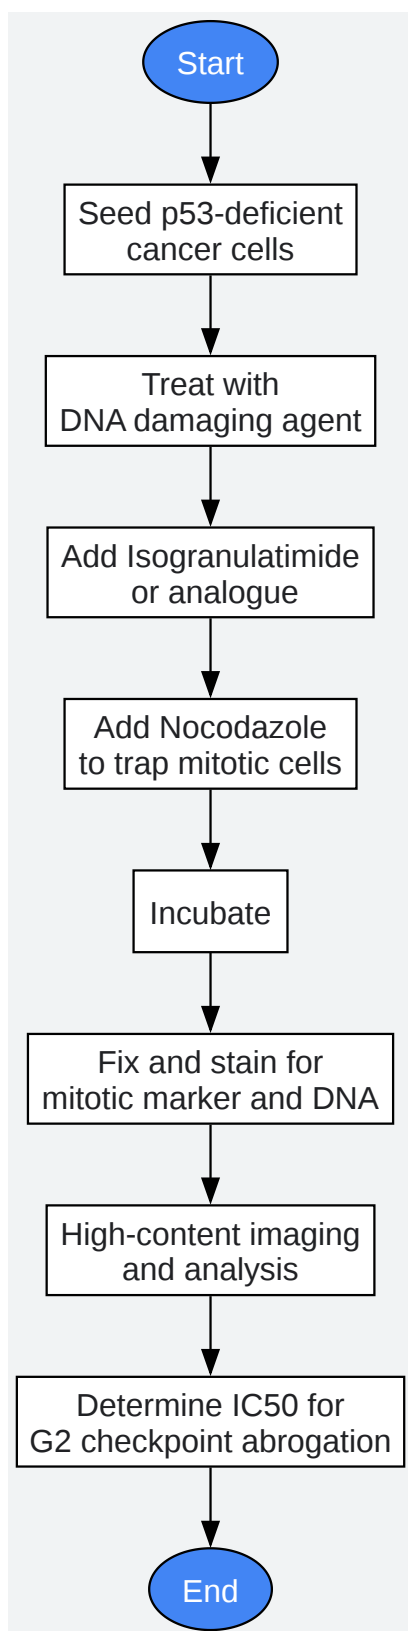 Start
Seed p53-deficient
cancer cells
Treat with
DNA damaging agent
Add Isogranulatimide
or analogue
Add Nocodazole
to trap mitotic cells
Incubate
Fix and stain for
mitotic marker and DNA
High-content imaging
and analysis
Determine IC50 for
G2 checkpoint abrogation
End